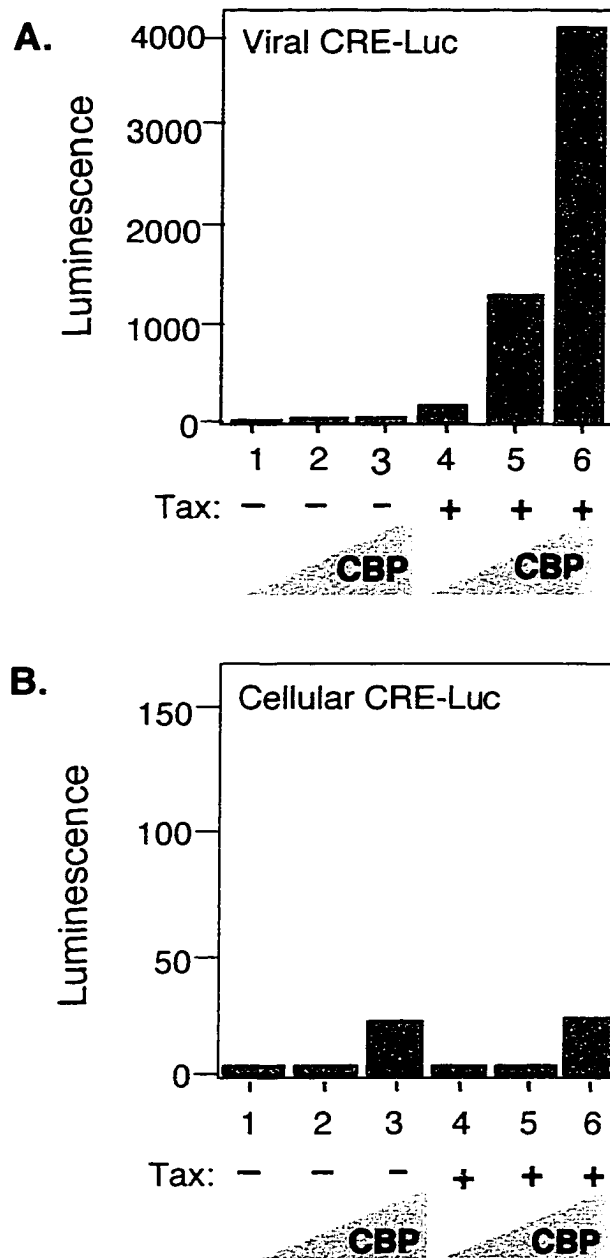 A.
Viral CRE-Luc
Luminescence
4000
3000
2000
1000
0
1 2 3 4 5 6
Tax: − − − + + +
CBP CBP
B.
Cellular CRE-Luc
Luminescence
150
100
50
0
1 2 3 4 5 6
Tax: − − − + + +
CBP CBP